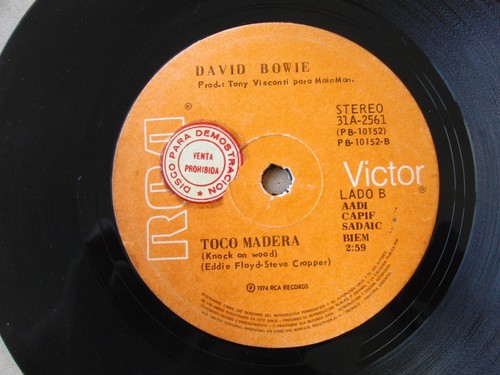 DAVID BOWIE
Prod.: Tony Visconti para MainMan.
STEREO
31A-2561
(PB-10152)
PB-10152-B
RCA
®
DISCO PARA DEMOSTRACION
VENTA
PROHIBIDA
Victor
®
LADO B
AADI
CAPIF
SADAIC
BIEM
2:59
TOCO MADERA
(Knock on wood)
(Eddie Floyd-Steve Cropper)
℗ 1974 RCA RECORDS